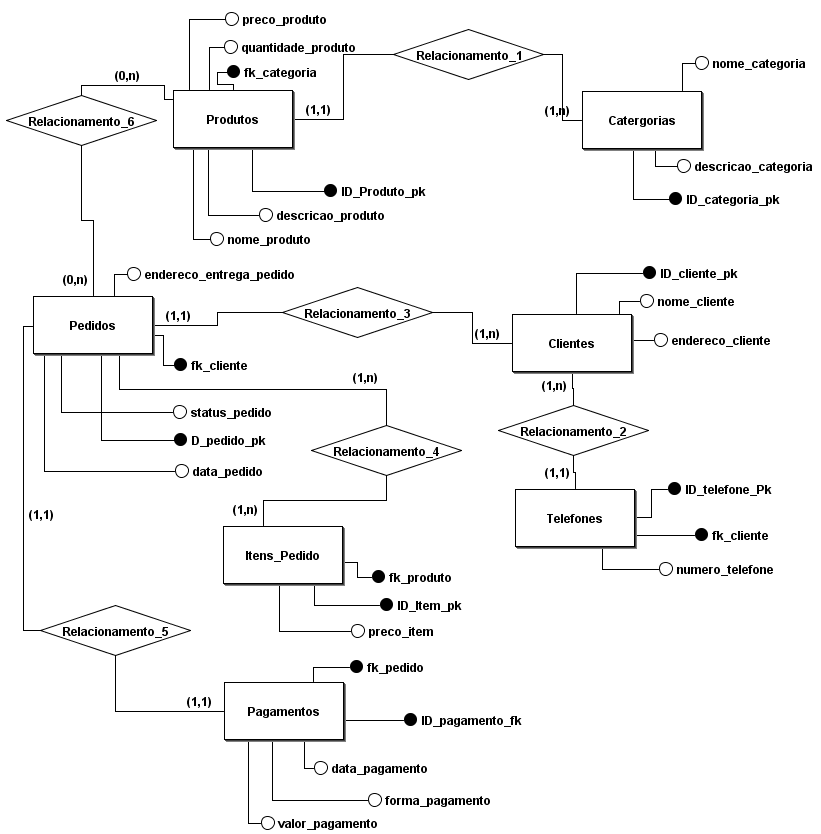 preco_produto
quantidade_produto
Relacionamento_1
nome_categoria
fk_categoria
(0,n)
(1,1)
(1,n)
Relacionamento_6
Produtos
Catergorias
descricao_categoria
ID_Produto_pk
ID_categoria_pk
descricao_produto
nome_produto
(0,n)
endereco_entrega_pedido
ID_cliente_pk
nome_cliente
Pedidos
(1,1)
Relacionamento_3
(1,n)
Clientes
endereco_cliente
fk_cliente
(1,n)
(1,n)
status_pedido
Relacionamento_2
D_pedido_pk
Relacionamento_4
data_pedido
(1,1)
ID_telefone_Pk
(1,1)
(1,n)
Telefones
fk_cliente
Itens_Pedido
numero_telefone
fk_produto
ID_Item_pk
Relacionamento_5
preco_item
fk_pedido
(1,1)
Pagamentos
ID_pagamento_fk
data_pagamento
forma_pagamento
valor_pagamento